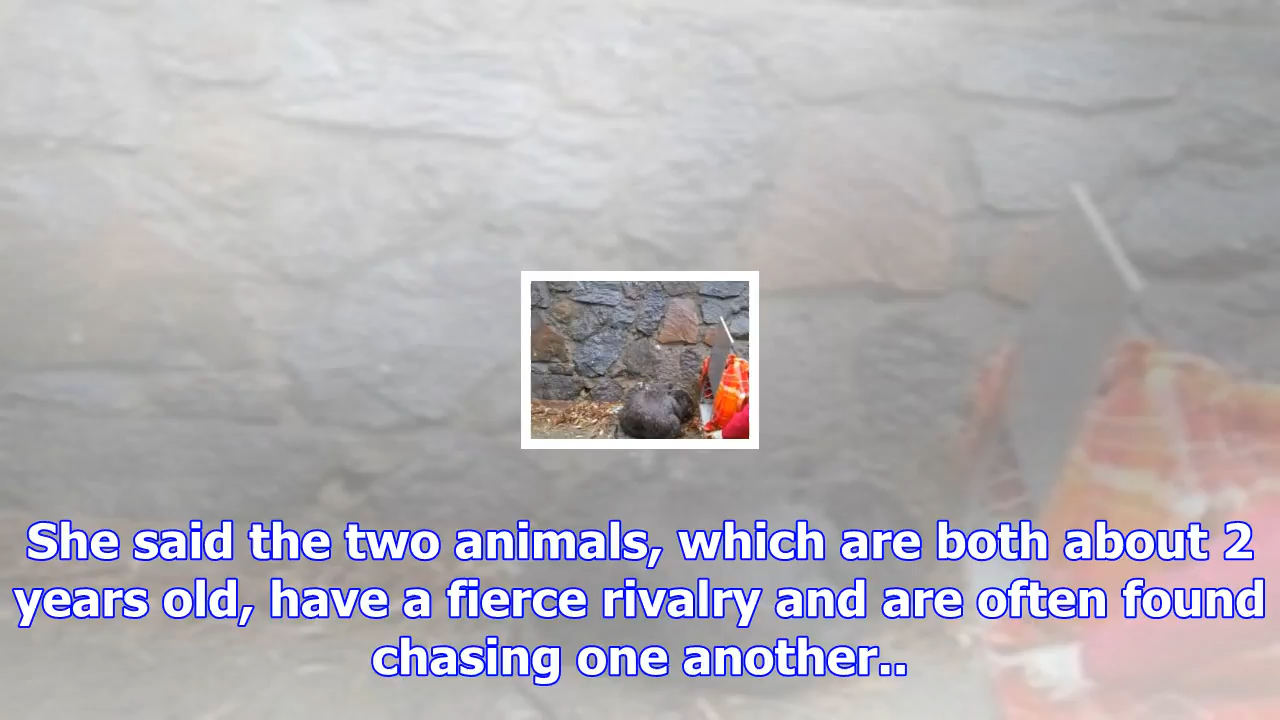 She said the two animals, which are both about 2
years old, have a fierce rivalry and are often found
chasing one another..